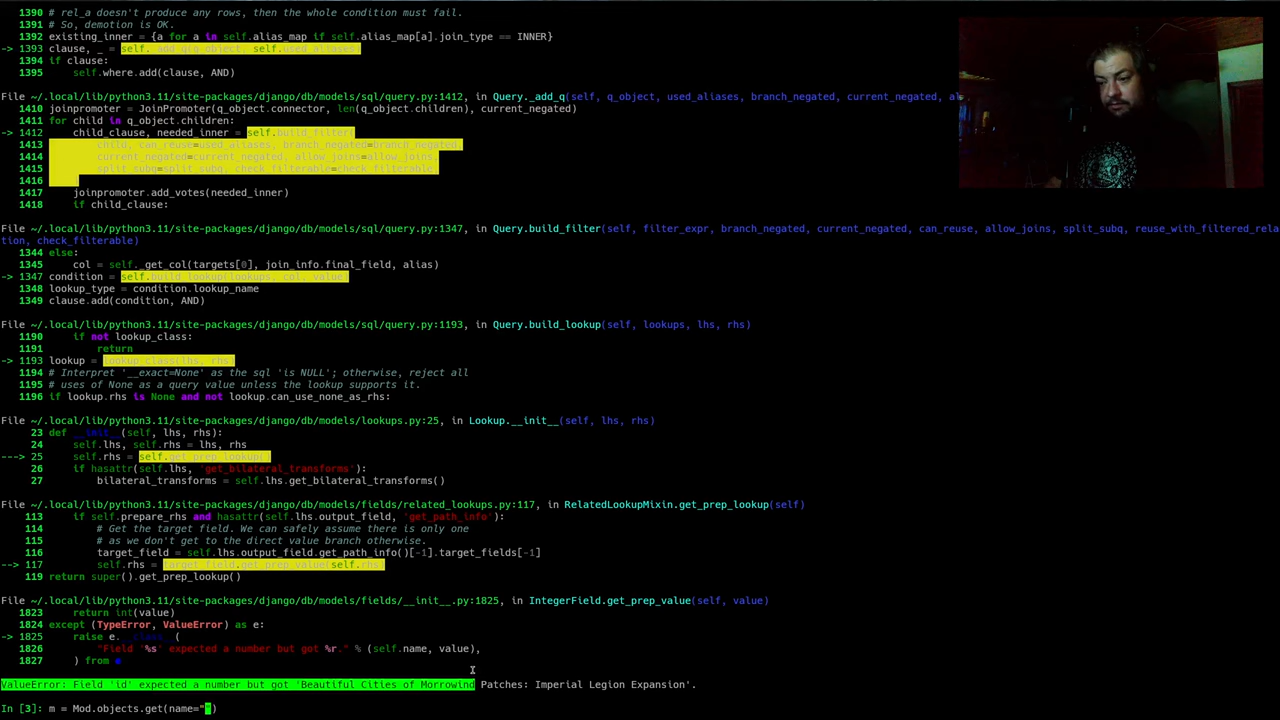 1390 # rel_a doesn't produce any rows, then the whole condition must fail.
1391 # So, demotion is OK.
1392 existing_inner = {a for a in self.alias_map if self.alias_map[a].join_type == INNER}
-> 1393 clause, _ = self._add_q(q_object, self.used_aliases)
1394 if clause:
1395 self.where.add(clause, AND)
File ~/.local/lib/python3.11/site-packages/django/db/models/sql/query.py:1412, in Query._add_q(self, q_object, used_aliases, branch_negated, current_negated, al
1410 joinpromoter = JoinPromoter(q_object.connector, len(q_object.children), current_negated)
1411 for child in q_object.children:
-> 1412 child_clause, needed_inner = self.build_filter(
1413 child, can_reuse=used_aliases, branch_negated=branch_negated,
1414 current_negated=current_negated, allow_joins=allow_joins,
1415 split_subq=split_subq, check_filterable=check_filterable,
1416
1417 joinpromoter.add_votes(needed_inner)
1418 if child_clause:
File ~/.local/lib/python3.11/site-packages/django/db/models/sql/query.py:1347, in Query.build_filter(self, filter_expr, branch_negated, current_negated, can_reuse, allow_joins, split_subq, reuse_with_filtered_rela
tion, check_filterable)
1344 else:
1345 col = self._get_col(targets[0], join_info.final_field, alias)
-> 1347 condition = self.build_lookup(lookups, col, value)
1348 lookup_type = condition.lookup_name
1349 clause.add(condition, AND)
File ~/.local/lib/python3.11/site-packages/django/db/models/sql/query.py:1193, in Query.build_lookup(self, lookups, lhs, rhs)
1190 if not lookup_class:
1191 return
-> 1193 lookup = lookup_class(lhs, rhs)
1194 # Interpret '__exact=None' as the sql 'is NULL'; otherwise, reject all
1195 # uses of None as a query value unless the lookup supports it.
1196 if lookup.rhs is None and not lookup.can_use_none_as_rhs:
File ~/.local/lib/python3.11/site-packages/django/db/models/lookups.py:25, in Lookup.__init__(self, lhs, rhs)
23 def __init__(self, lhs, rhs):
24 self.lhs, self.rhs = lhs, rhs
---> 25 self.rhs = self.get_prep_lookup()
26 if hasattr(self.lhs, 'get_bilateral_transforms'):
27 bilateral_transforms = self.lhs.get_bilateral_transforms()
File ~/.local/lib/python3.11/site-packages/django/db/models/fields/related_lookups.py:117, in RelatedLookupMixin.get_prep_lookup(self)
113 if self.prepare_rhs and hasattr(self.lhs.output_field, 'get_path_info'):
114 # Get the target field. We can safely assume there is only one
115 # as we don't get to the direct value branch otherwise.
116 target_field = self.lhs.output_field.get_path_info()[-1].target_fields[-1]
--> 117 self.rhs = target_field.get_prep_value(self.rhs)
119 return super().get_prep_lookup()
File ~/.local/lib/python3.11/site-packages/django/db/models/fields/__init__.py:1825, in IntegerField.get_prep_value(self, value)
1823 return int(value)
1824 except (TypeError, ValueError) as e:
-> 1825 raise e.__class__(
1826 "Field '%s' expected a number but got %r." % (self.name, value),
1827 ) from e
ValueError: Field 'id' expected a number but got 'Beautiful Cities of Morrowind Patches: Imperial Legion Expansion'.
In [3]: m = Mod.objects.get(name="")